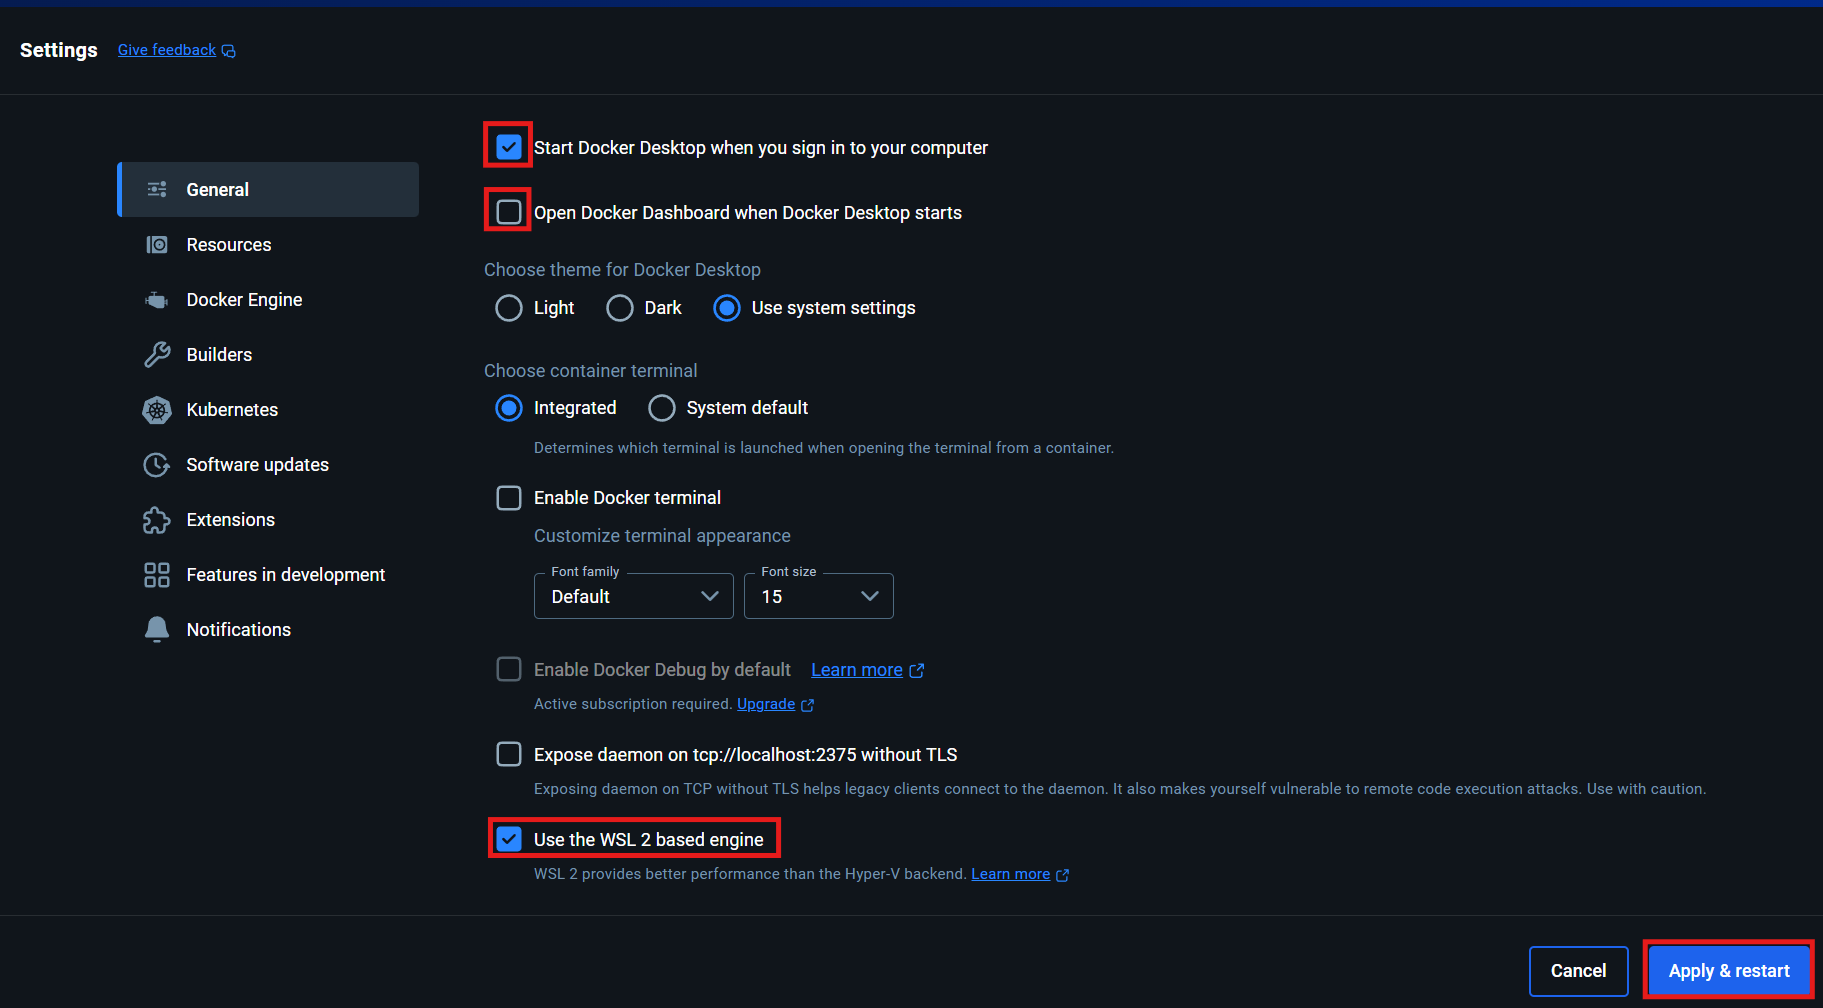 Settings
Give feedback
General
Resources
Docker Engine
Builders
Kubernetes
Software updates
Extensions
Features in development
Notifications
Start Docker Desktop when you sign in to your computer
Open Docker Dashboard when Docker Desktop starts
Choose theme for Docker Desktop
Light Dark Use system settings
Choose container terminal
Integrated System default
Determines which terminal is launched when opening the terminal from a container.
Enable Docker terminal
Customize terminal appearance
Font family Font size
Default 15
Enable Docker Debug by default Learn more
Active subscription required. Upgrade
Expose daemon on tcp://localhost:2375 without TLS
Exposing daemon on TCP without TLS helps legacy clients connect to the daemon. It also makes yourself vulnerable to remote code execution attacks. Use with caution.
Use the WSL 2 based engine
WSL 2 provides better performance than the Hyper-V backend. Learn more
Cancel Apply & restart